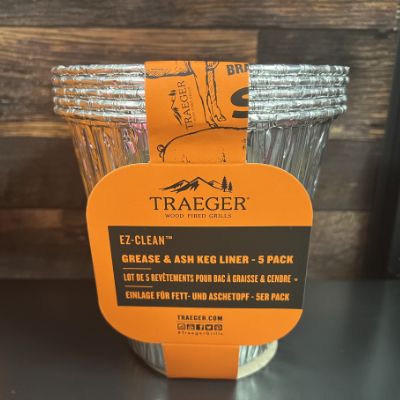 BRA
S
TRAEGER
TRAEGER®
WOOD FIRED GRILLS
EZ-CLEAN™
GREASE & ASH KEG LINER - 5 PACK
LOT DE 5 REVÊTEMENTS POUR BAC À GRAISSE & CENDRE
EINLAGE FÜR FETT- UND ASCHETOPF - 5ER PACK
TRAEGER.COM
#TraegerGrills